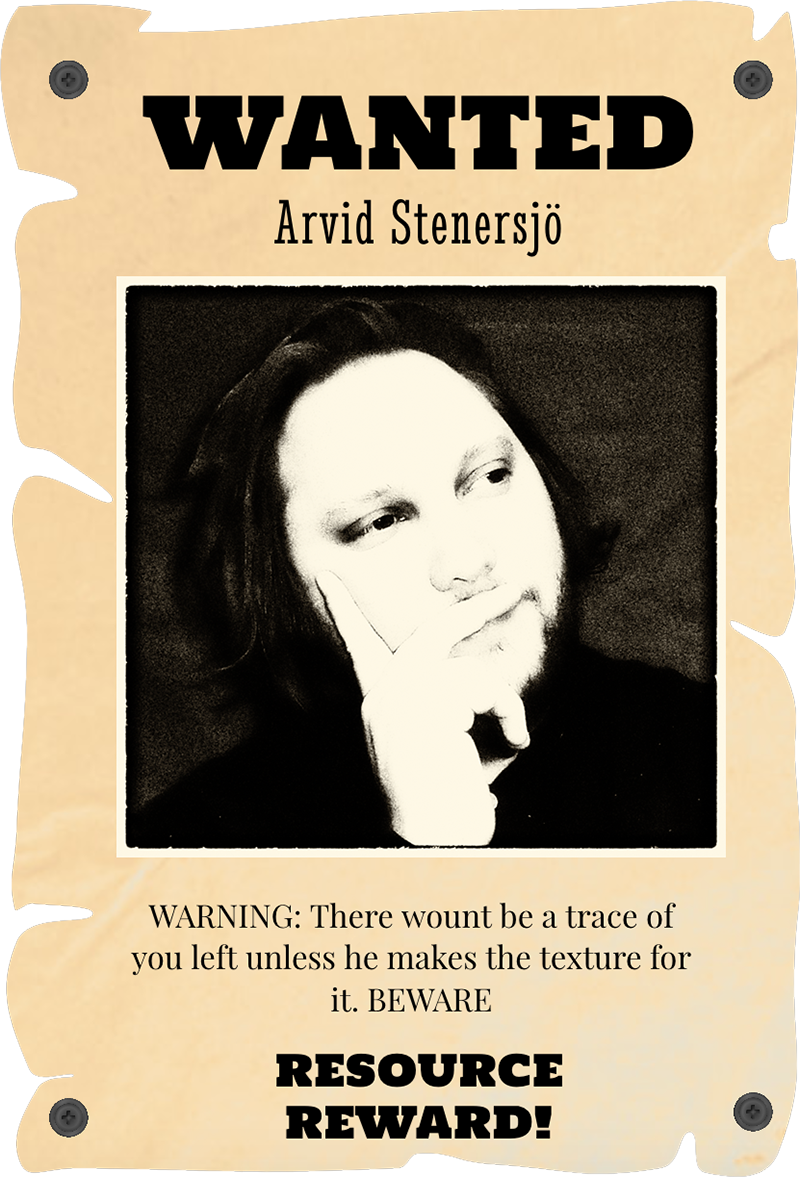 WANTED
Arvid Stenersjö
WARNING: There wount be a trace of
you left unless he makes the texture for
it. BEWARE
RESOURCE
REWARD!